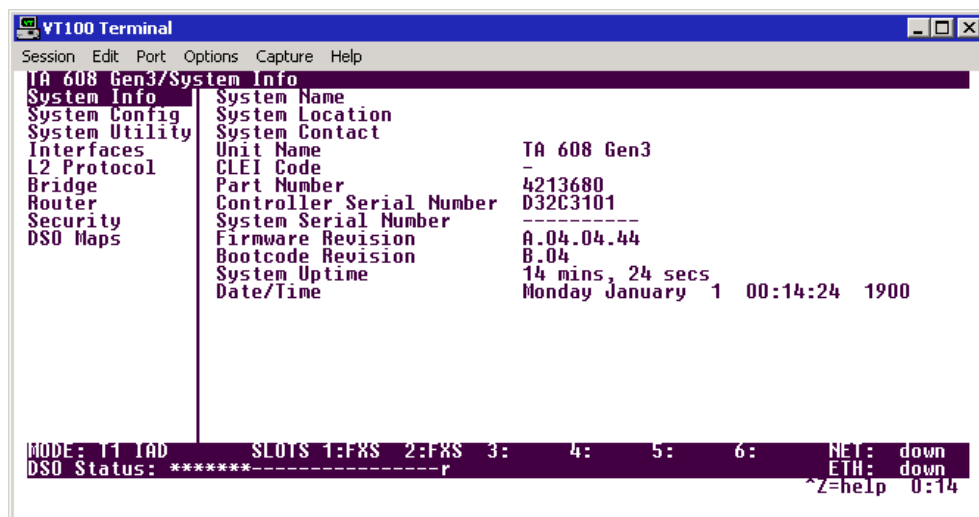 VT100 Terminal
Session Edit Port Options Capture Help
TA 608 Gen3/System Info
System Info System Name
System Config System Location
System Utility System Contact
Interfaces Unit Name TA 608 Gen3
L2 Protocol CLEI Code -
Bridge Part Number 4213680
Router Controller Serial Number D32C3101
Security System Serial Number ----------
DS0 Maps Firmware Revision A.04.04.44
Bootcode Revision B.04
System Uptime 14 mins, 24 secs
Date/Time Monday January 1 00:14:24 1900
MODE: T1 IAD SLOTS 1:FXS 2:FXS 3: 4: 5: 6: NET: down
DS0 Status: *******----------------r ETH: down
^Z=help 0:14